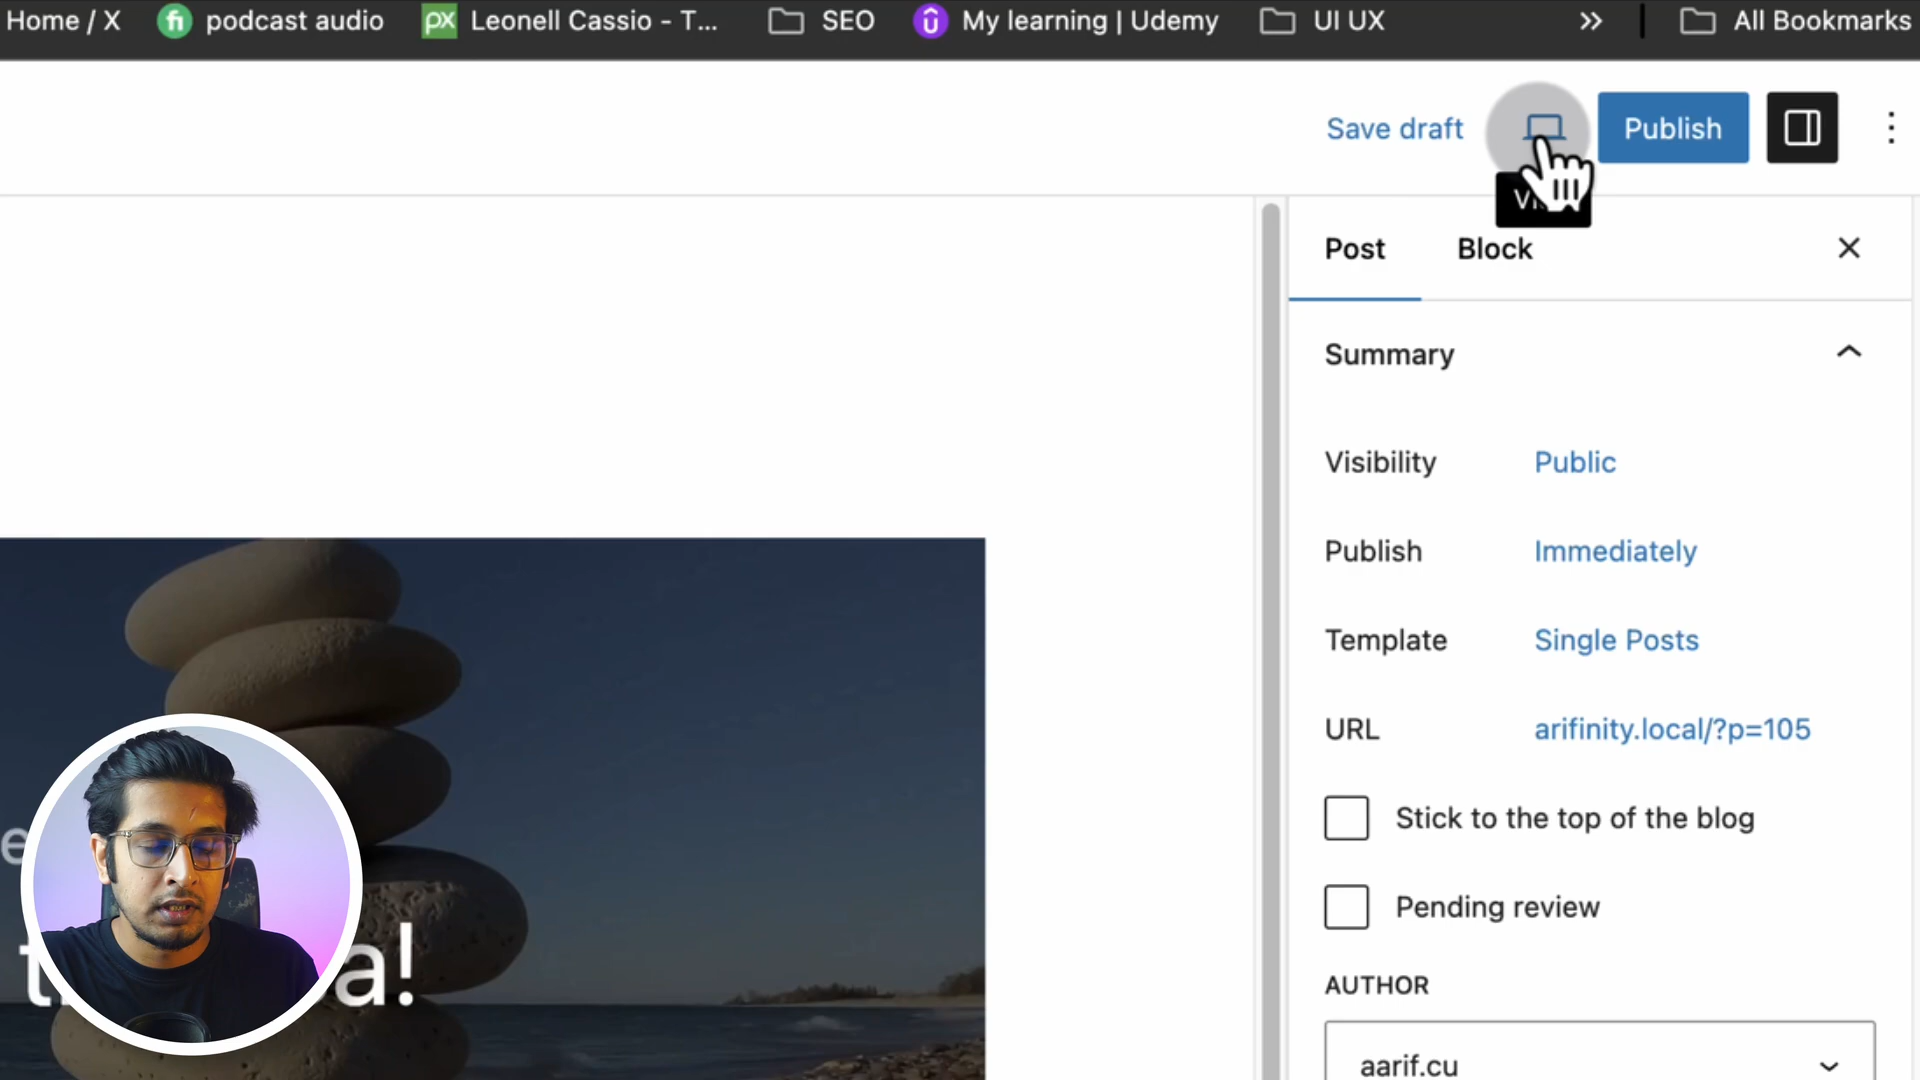 Home / X podcast audio Leonell Cassio - T... SEO My learning | Udemy UI UX All Bookmarks
Save draft Publish
Post Block
Summary
Visibility Public
Publish Immediately
Template Single Posts
URL arifinity.local/?p=105
Stick to the top of the blog
Pending review
AUTHOR
aarif.cu